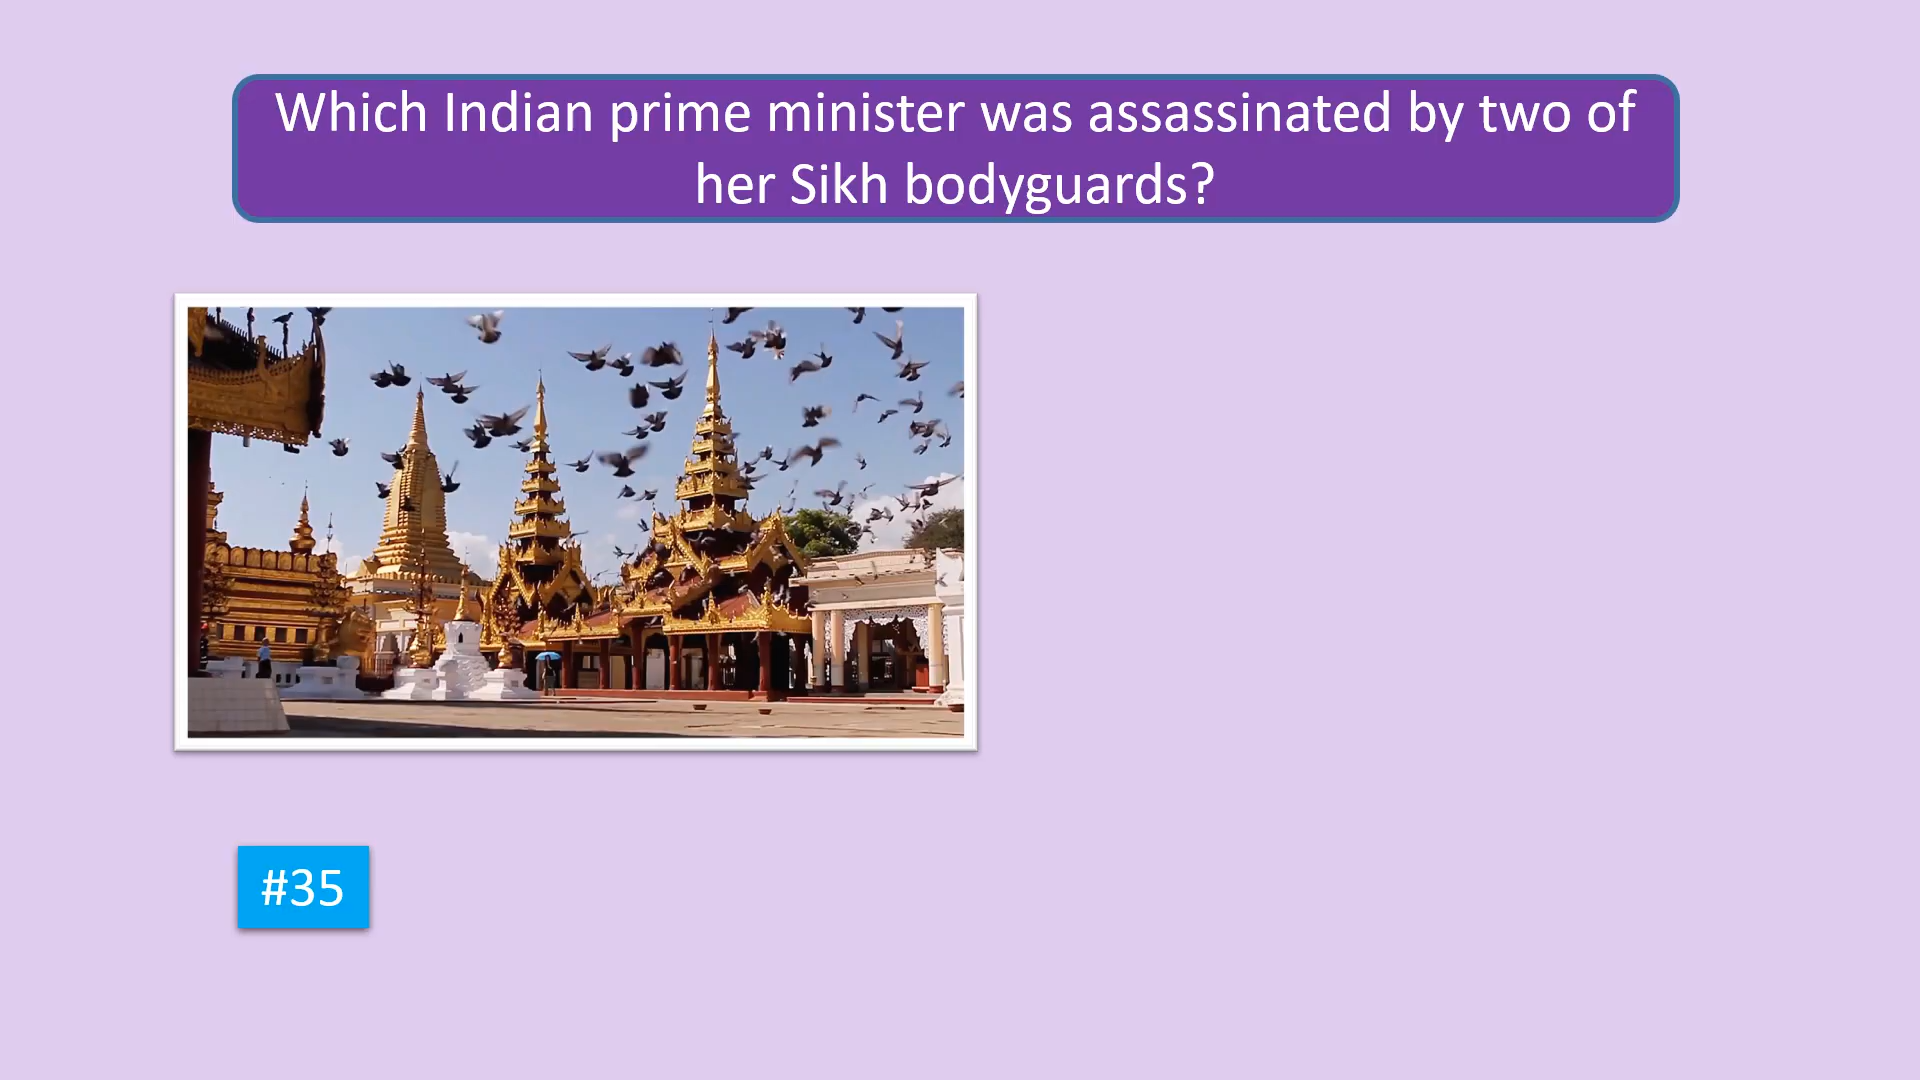 Which Indian prime minister was assassinated by two of
her Sikh bodyguards?
#35